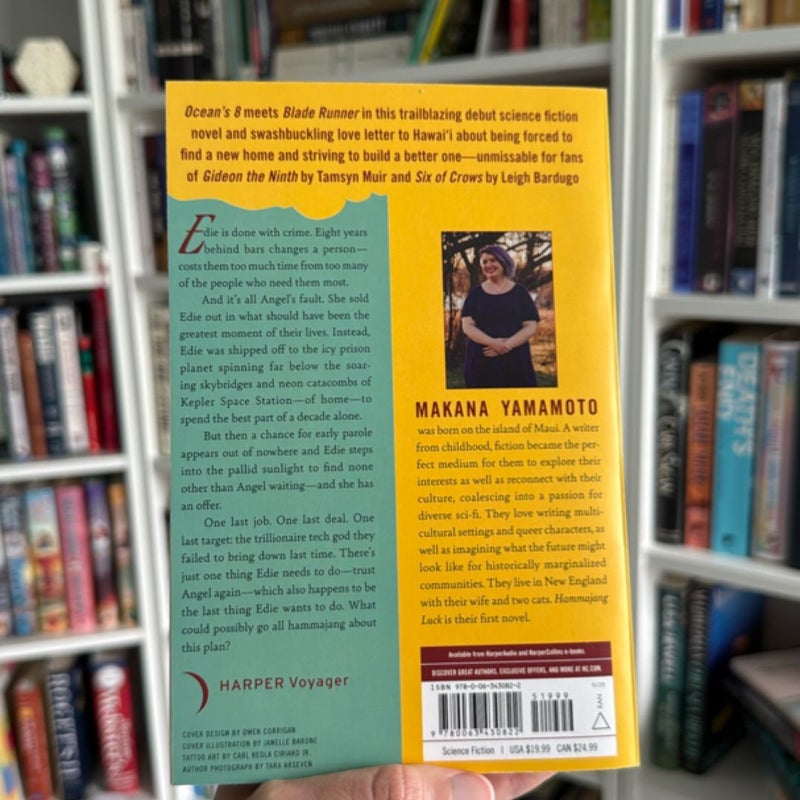 Ocean's 8 meets Blade Runner in this trailblazing debut science fiction
novel and swashbuckling love letter to Hawai'i about being forced to
find a new home and striving to build a better one—unmissable for fans
of Gideon the Ninth by Tamsyn Muir and Six of Crows by Leigh Bardugo
Edie is done with crime. Eight years
behind bars changes a person—
costs them too much time from too many
of the people who need them most.
And it's all Angel's fault. She sold
Edie out in what should have been the
greatest moment of their lives. Instead,
Edie was shipped off to the icy prison
planet spinning far below the soar-
ing skybridges and neon catacombs of
Kepler Space Station—of home—to
spend the best part of a decade alone.
But then a chance for early parole
appears out of nowhere and Edie steps
into the pallid sunlight to find none
other than Angel waiting—and she has
an offer.
One last job. One last deal. One
last target: the trillionaire tech god they
failed to bring down last time. There's
just one thing Edie needs to do—trust
Angel again—which also happens to be
the last thing Edie wants to do. What
could possibly go all hammajang about
this plan?
HARPER Voyager
COVER DESIGN BY OWEN CORRIGAN
COVER ILLUSTRATION BY JANELLE BARONE
TATTOO ART BY CARL KEOLA CIRIAKO JR.
AUTHOR PHOTOGRAPH BY TARA ARSEVEN
MAKANA YAMAMOTO
was born on the island of Maui. A writer
from childhood, fiction became the per-
fect medium for them to explore their
interests as well as reconnect with their
culture, coalescing into a passion for
diverse sci-fi. They love writing multi-
cultural settings and queer characters, as
well as imagining what the future might
look like for historically marginalized
communities. They live in New England
with their wife and two cats. Hammajang
Luck is their first novel.
Available from HarperAudio and HarperCollins e-books
DISCOVER GREAT AUTHORS, EXCLUSIVE OFFERS, AND MORE AT HC.COM.
ISBN 978-0-06-343082-2
51999
9 780063 430822
EAN
Science Fiction | USA $19.99 CAN $24.99
DEATH'S